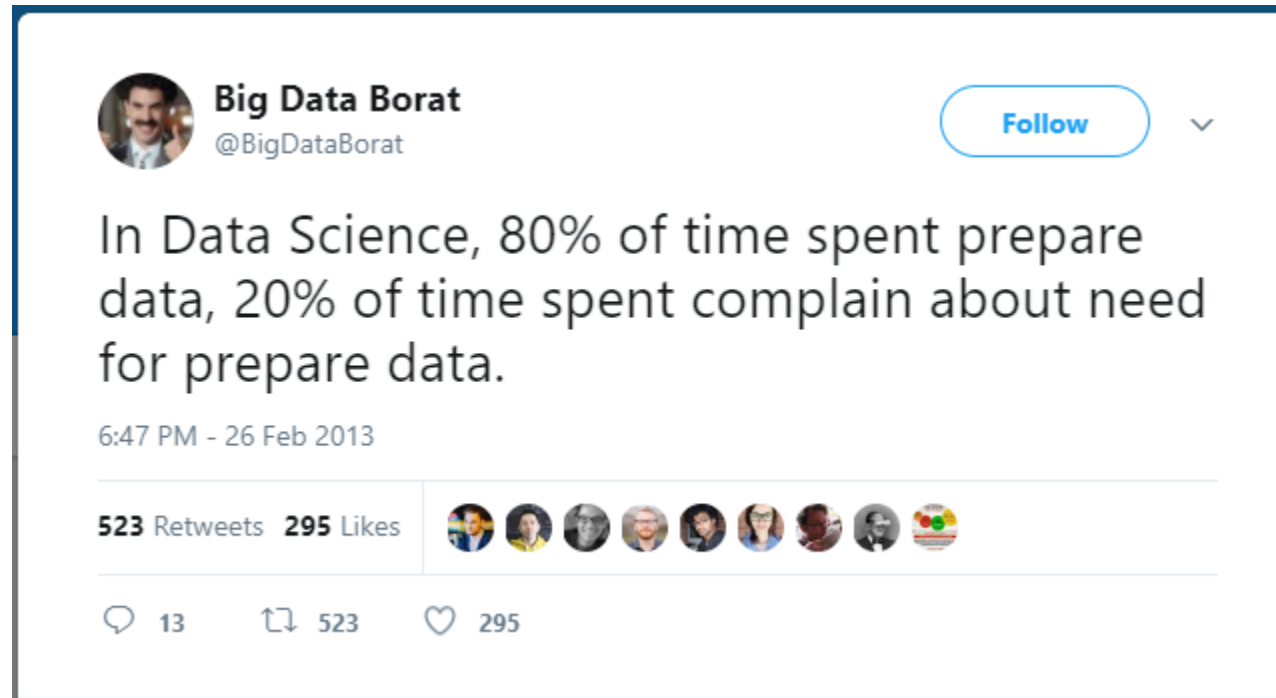 Big Data Borat
@BigDataBorat
Follow
In Data Science, 80% of time spent prepare
data, 20% of time spent complain about need
for prepare data.
6:47 PM - 26 Feb 2013
523 Retweets 295 Likes
13 523 295